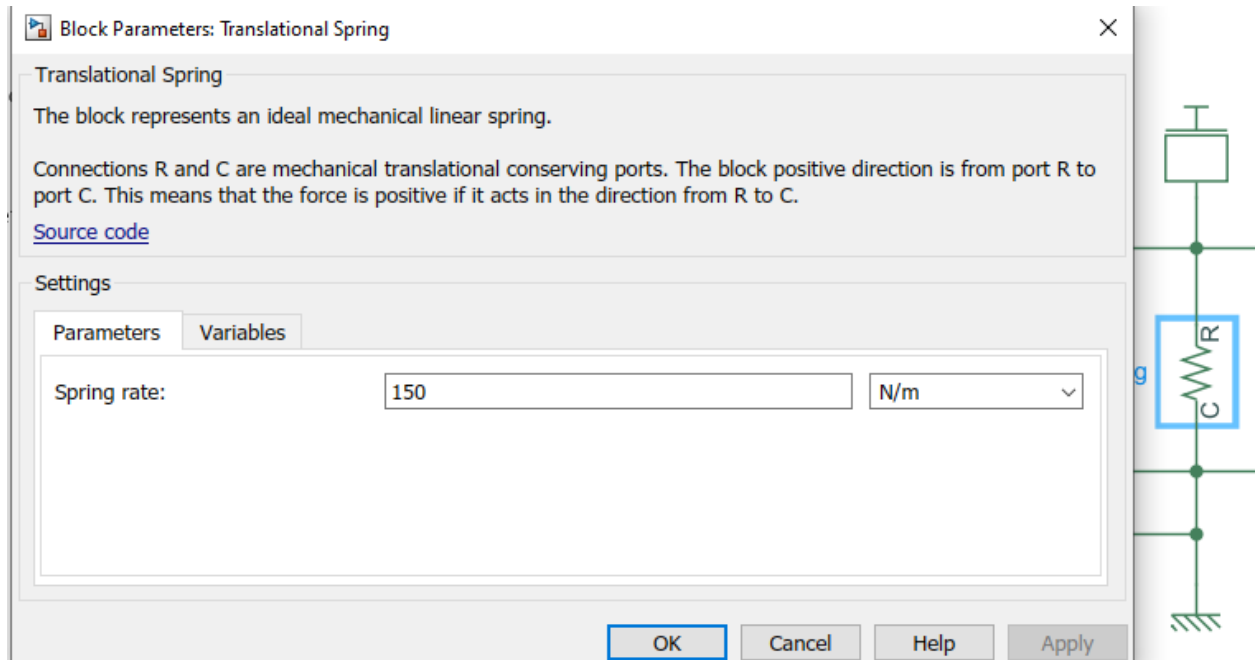 Block Parameters: Translational Spring
Translational Spring
The block represents an ideal mechanical linear spring.
Connections R and C are mechanical translational conserving ports. The block positive direction is from port R to
port C. This means that the force is positive if it acts in the direction from R to C.
Source code
Settings
Parameters Variables
Spring rate: 150 N/m
OK Cancel Help Apply
R
g
C